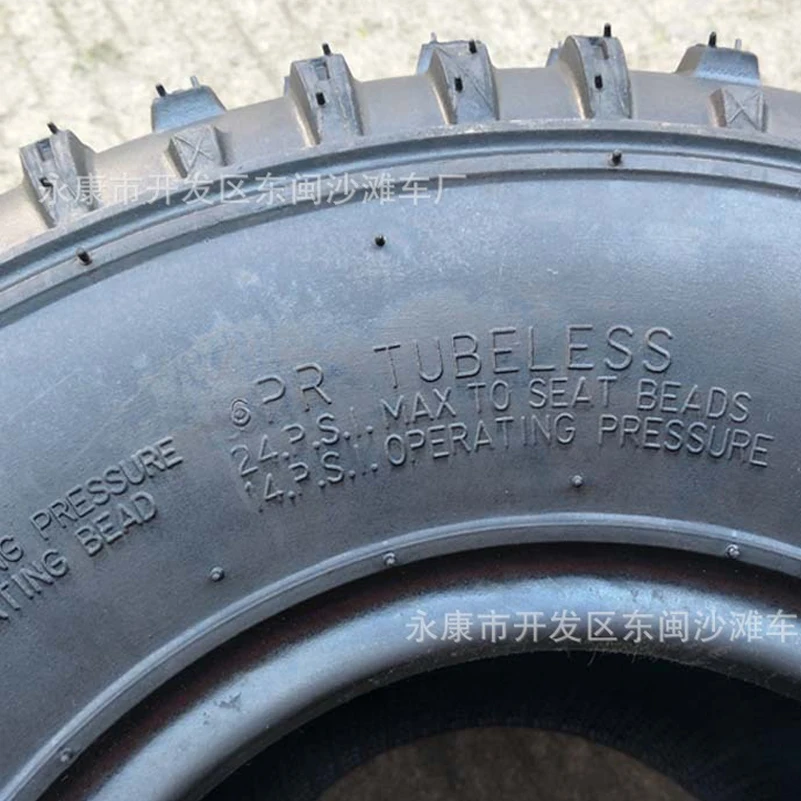 永康市开发区东闽沙滩车厂
6PR TUBELESS
24.P.S.I. MAX TO SEAT BEADS
14.P.S.I. OPERATING PRESSURE
PRESSURE
BEAD
永康市开发区东闽沙滩车厂